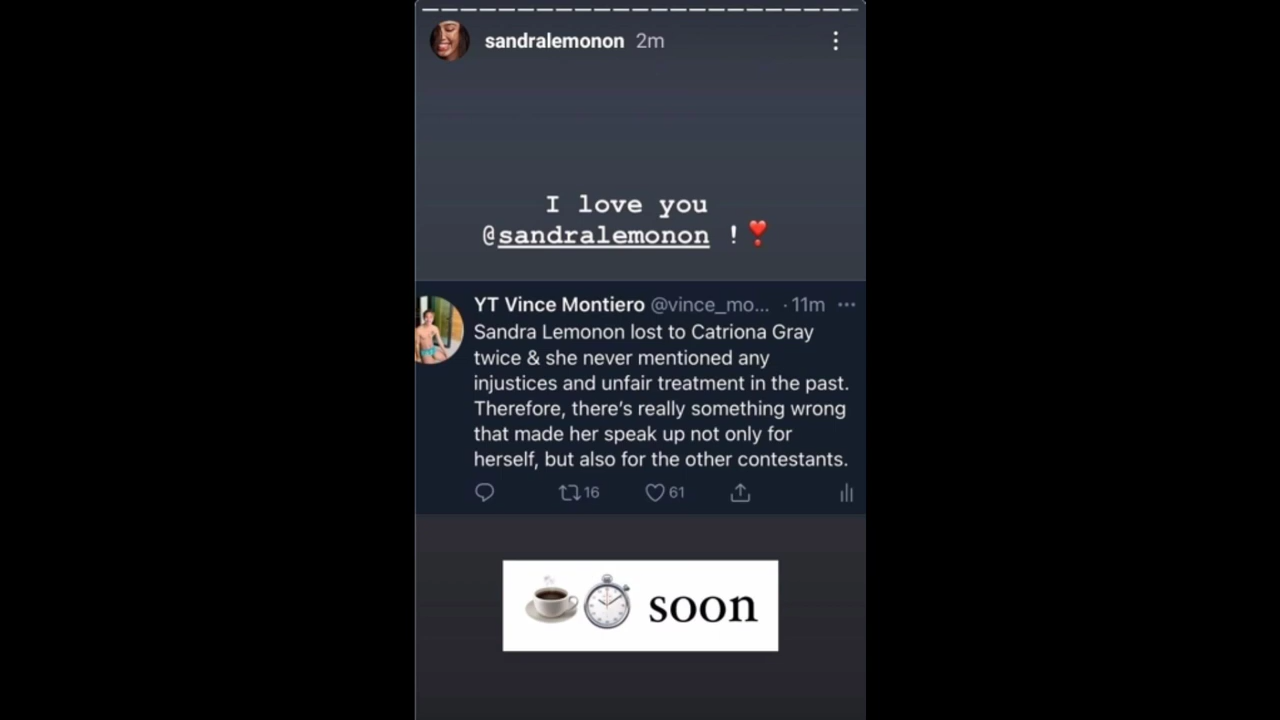 sandralemonon 2m
I love you
@sandralemonon !❣️
YT Vince Montiero @vince_mo... · 11m ···
Sandra Lemonon lost to Catriona Gray
twice & she never mentioned any
injustices and unfair treatment in the past.
Therefore, there's really something wrong
that made her speak up not only for
herself, but also for the other contestants.
16 61
☕⏱️ soon